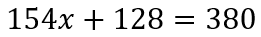 154x + 128 = 380